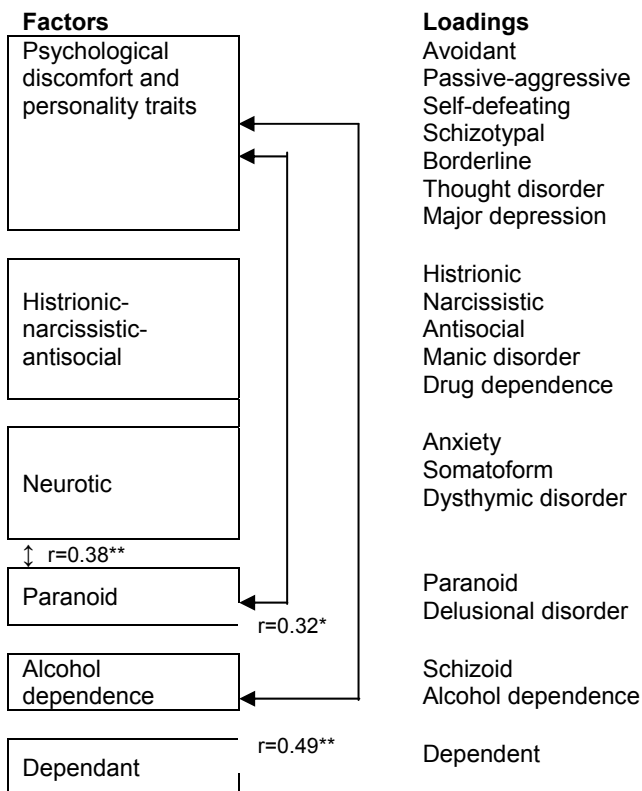 Factors
Psychological
discomfort and
personality traits
Loadings
Avoidant
Passive-aggressive
Self-defeating
Schizotypal
Borderline
Thought disorder
Major depression
Histrionic-
narcissistic-
antisocial
Histrionic
Narcissistic
Antisocial
Manic disorder
Drug dependence
Neurotic
Anxiety
Somatoform
Dysthymic disorder
↕ r=0.38**
Paranoid
r=0.32*
Paranoid
Delusional disorder
Alcohol
dependence
Schizoid
Alcohol dependence
r=0.49**
Dependant
Dependent